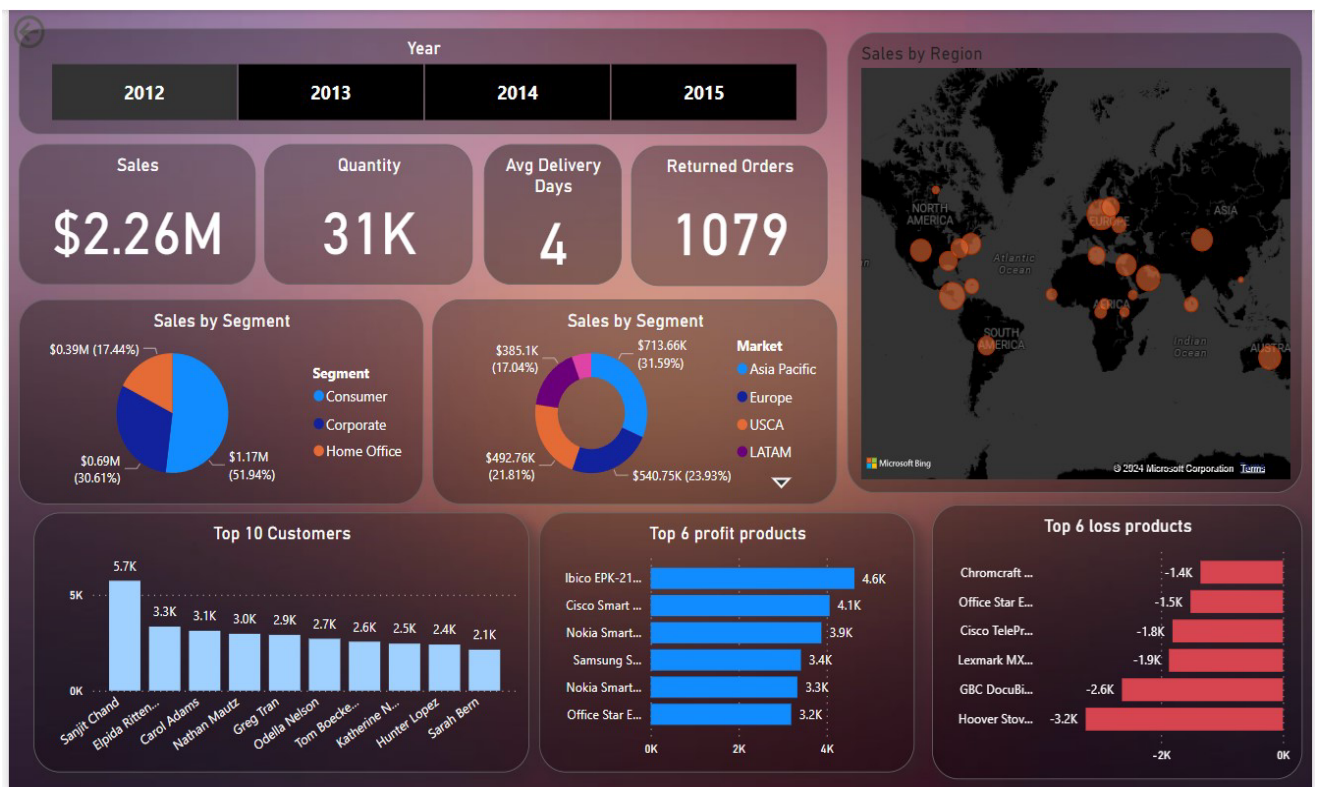 Year
2012
2013
2014
2015
Sales
$2.26M
Quantity
31K
Avg Delivery
Days
4
Returned Orders
1079
Sales by Region
NORTH
AMERICA
EUROPE
ASIA
Atlantic
Ocean
AFRICA
SOUTH
AMERICA
Indian
Ocean
AUSTRA
Microsoft Bing
© 2024 Microsoft Corporation Terms
Sales by Segment
$0.39M (17.44%)
$0.69M
(30.61%)
$1.17M
(51.94%)
Segment
Consumer
Corporate
Home Office
Sales by Segment
$385.1K
(17.04%)
$713.66K
(31.59%)
$492.76K
(21.81%)
$540.75K (23.93%)
Market
Asia Pacific
Europe
USCA
LATAM
Top 10 Customers
5K
0K
5.7K
3.3K
3.1K
3.0K
2.9K
2.7K
2.6K
2.5K
2.4K
2.1K
Sanjit Chand
Elpida Ritten...
Carol Adams
Nathan Mautz
Greg Tran
Odella Nelson
Tom Boecke...
Katherine N...
Hunter Lopez
Sarah Bern
Top 6 profit products
Ibico EPK-21... 4.6K
Cisco Smart ... 4.1K
Nokia Smart... 3.9K
Samsung S... 3.4K
Nokia Smart... 3.3K
Office Star E... 3.2K
0K 2K 4K
Top 6 loss products
Chromcraft ... -1.4K
Office Star E... -1.5K
Cisco TelePr... -1.8K
Lexmark MX... -1.9K
GBC DocuBi... -2.6K
Hoover Stov... -3.2K
-2K 0K